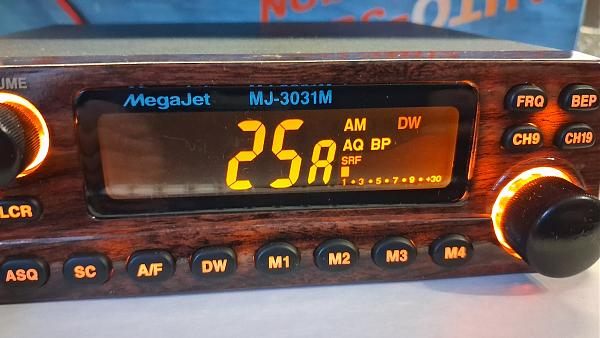 UME
MegaJet MJ-3031M
FRQ BEP
25A AM DW
AQ BP
CH9 CH19
SRF
1•3•5•7•9•+30
LCR
ASQ SC A/F DW M1 M2 M3 M4